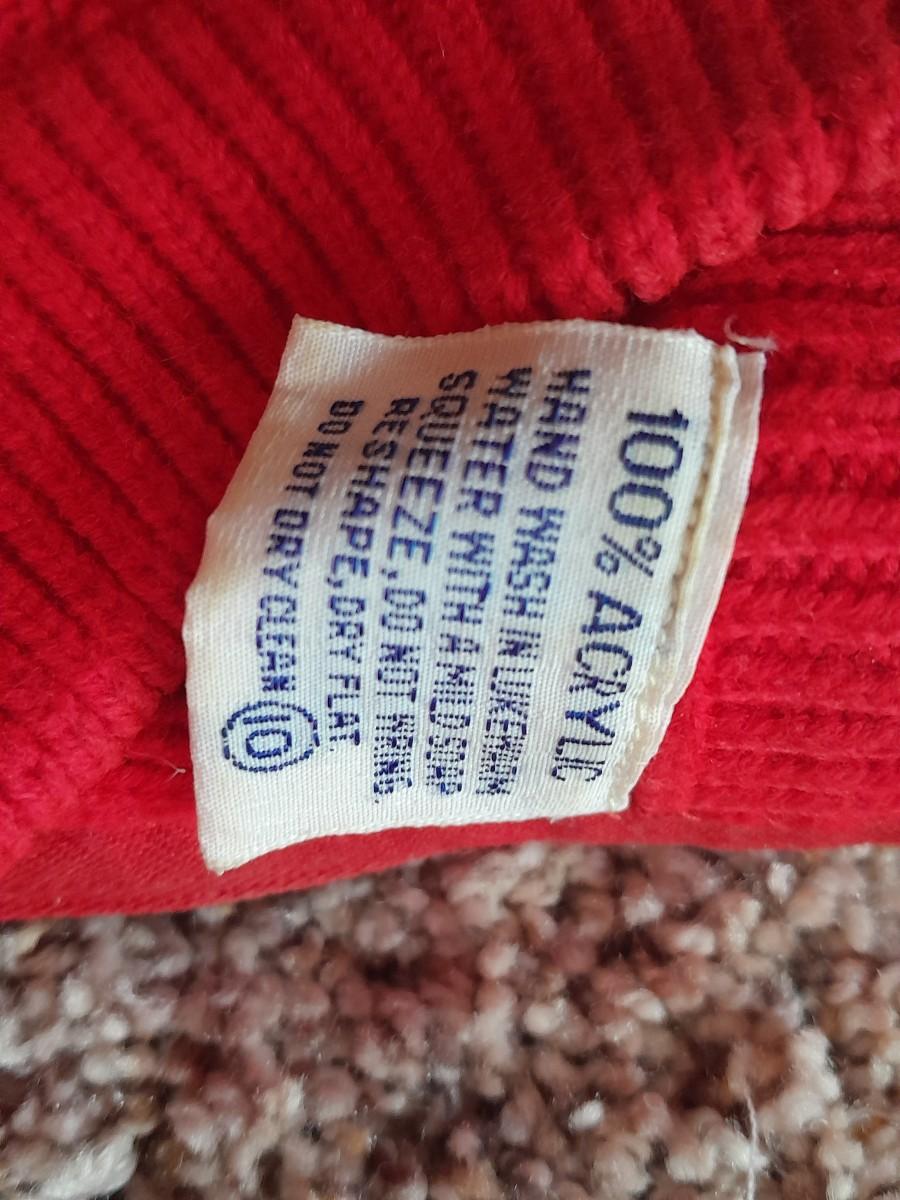 100% ACRYLIC
HAND WASH IN LUKEWARM
WATER WITH A MILD SOAP
SQUEEZE, DO NOT WRING,
RESHAPE, DRY FLAT.
DO NOT DRY CLEAN 10